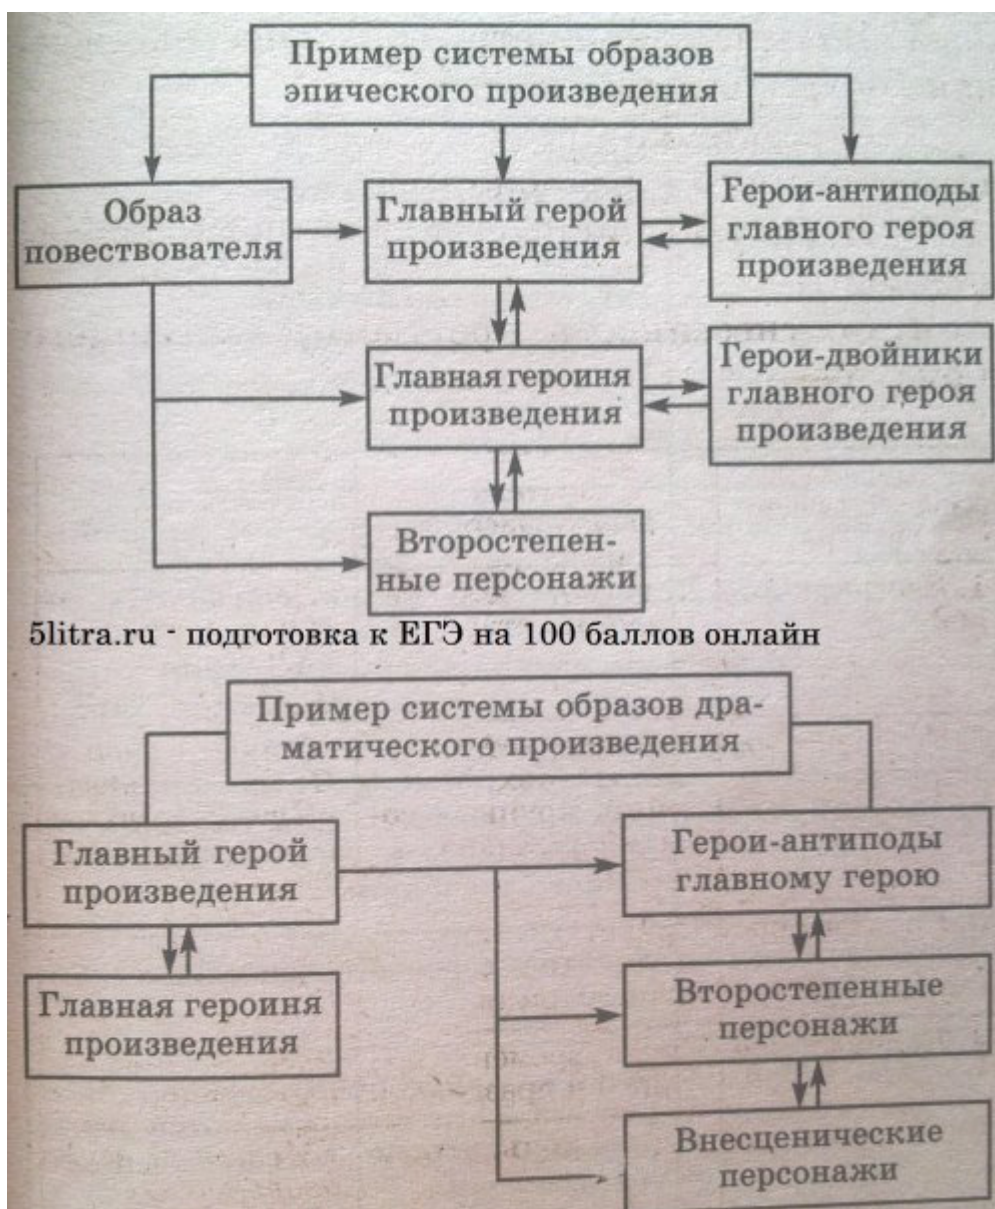 Пример системы образов
эпического произведения
Образ
повествователя
Главный герой
произведения
Герои-антиподы
главного героя
произведения
Главная героиня
произведения
Герои-двойники
главного героя
произведения
Второстепен-
ные персонажи
5litra.ru - подготовка к ЕГЭ на 100 баллов онлайн
Пример системы образов дра-
матического произведения
Главный герой
произведения
Герои-антиподы
главному герою
Главная героиня
произведения
Второстепенные
персонажи
Внесценические
персонажи